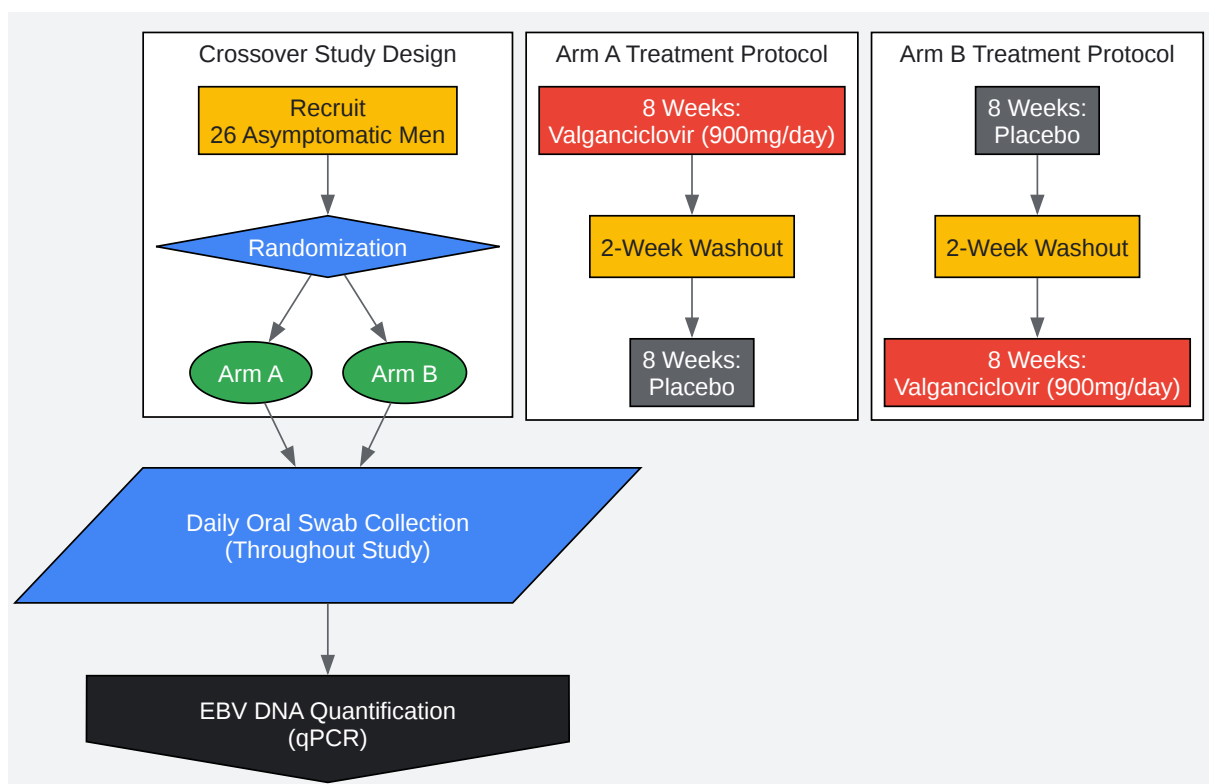 Crossover Study Design
Recruit
26 Asymptomatic Men
Randomization
Arm A
Arm B
Arm A Treatment Protocol
8 Weeks:
Valganciclovir (900mg/day)
2-Week Washout
8 Weeks:
Placebo
Arm B Treatment Protocol
8 Weeks:
Placebo
2-Week Washout
8 Weeks:
Valganciclovir (900mg/day)
Daily Oral Swab Collection
(Throughout Study)
EBV DNA Quantification
(qPCR)